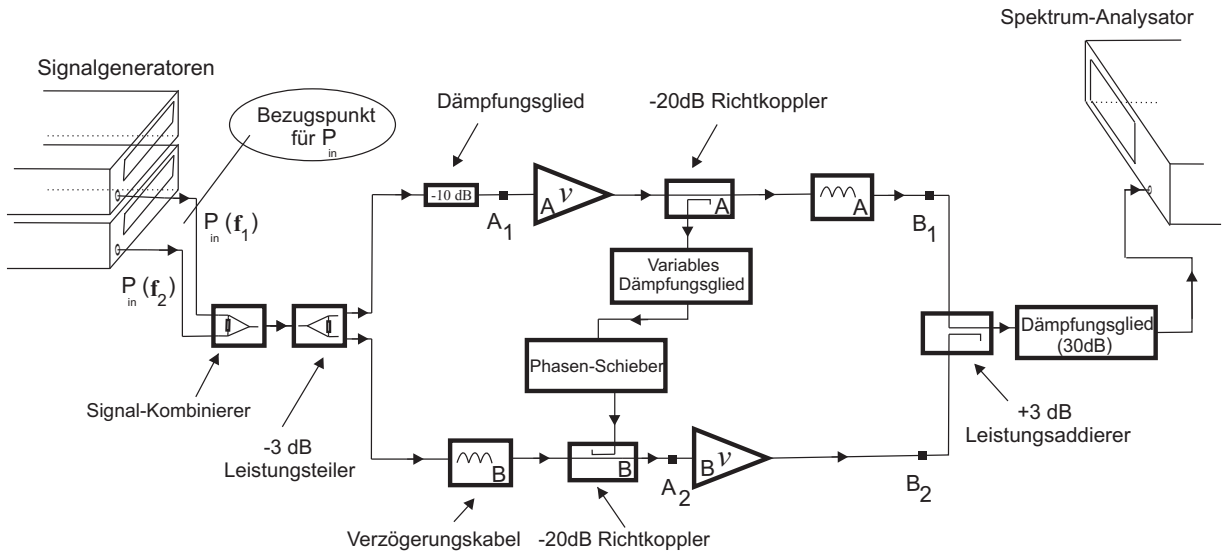 Spektrum-Analysator
Signalgeneratoren
Bezugspunkt
für P in
Dämpfungsglied
-20dB Richtkoppler
-10 dB
A1
A
v
A
A
B1
P in (f1)
P in (f2)
Variables
Dämpfungsglied
Phasen-Schieber
Dämpfungsglied
(30dB)
Signal-Kombinierer
-3 dB
Leistungsteiler
+3 dB
Leistungsaddierer
B
B
A2
B
v
B2
Verzögerungskabel
-20dB Richtkoppler